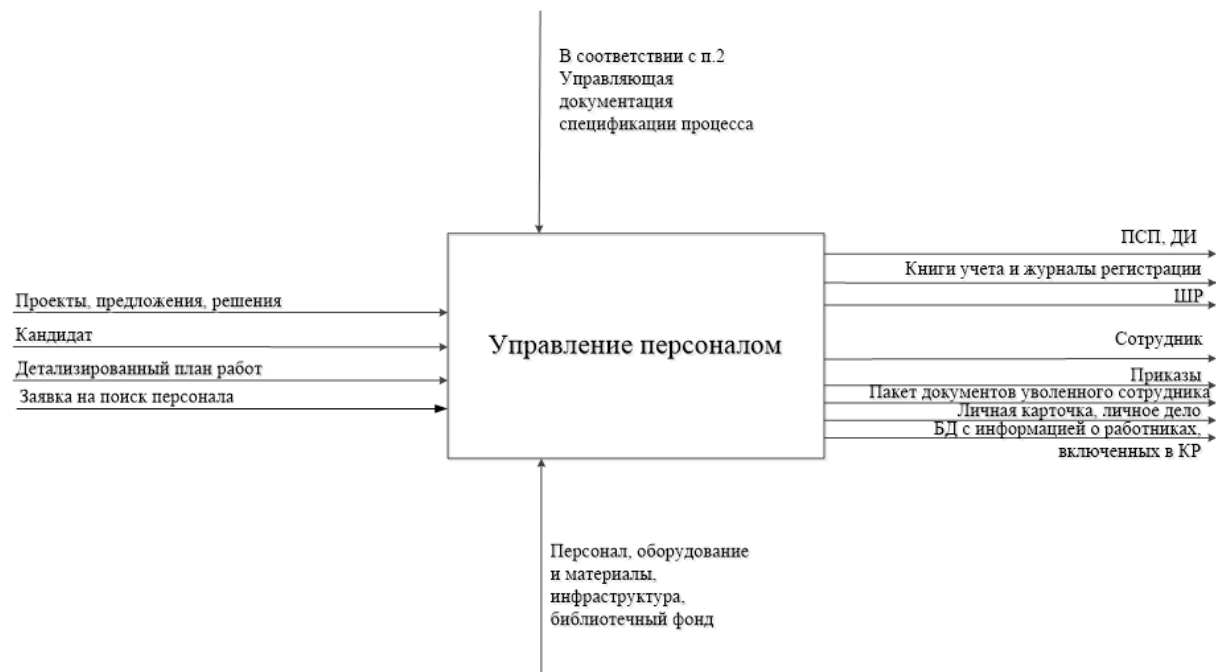 В соответствии с п.2
Управляющая
документация
спецификации процесса
Проекты, предложения, решения
Кандидат
Детализированный план работ
Заявка на поиск персонала
Управление персоналом
ПСП, ДИ
Книги учета и журналы регистрации
ШР
Сотрудник
Приказы
Пакет документов уволенного сотрудника
Личная карточка, личное дело
БД с информацией о работниках,
включенных в КР
Персонал, оборудование
и материалы,
инфраструктура,
библиотечный фонд